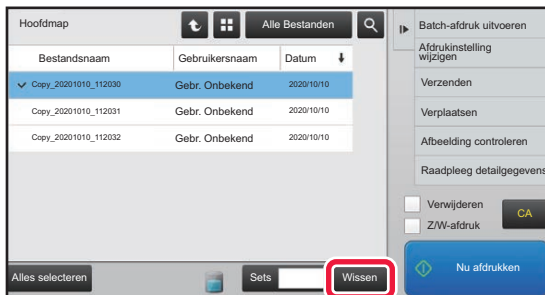 Hoofdmap
Alle Bestanden
Bestandsnaam Gebruikersnaam Datum
Copy_20201010_112030 Gebr. Onbekend 2020/10/10
Copy_20201010_112031 Gebr. Onbekend 2020/10/10
Copy_20201010_112032 Gebr. Onbekend 2020/10/10
Alles selecteren Sets Wissen
Batch-afdruk uitvoeren
Afdrukinstelling
wijzigen
Verzenden
Verplaatsen
Afbeelding controleren
Raadpleeg detailgegevens
Verwijderen
Z/W-afdruk
CA
Nu afdrukken